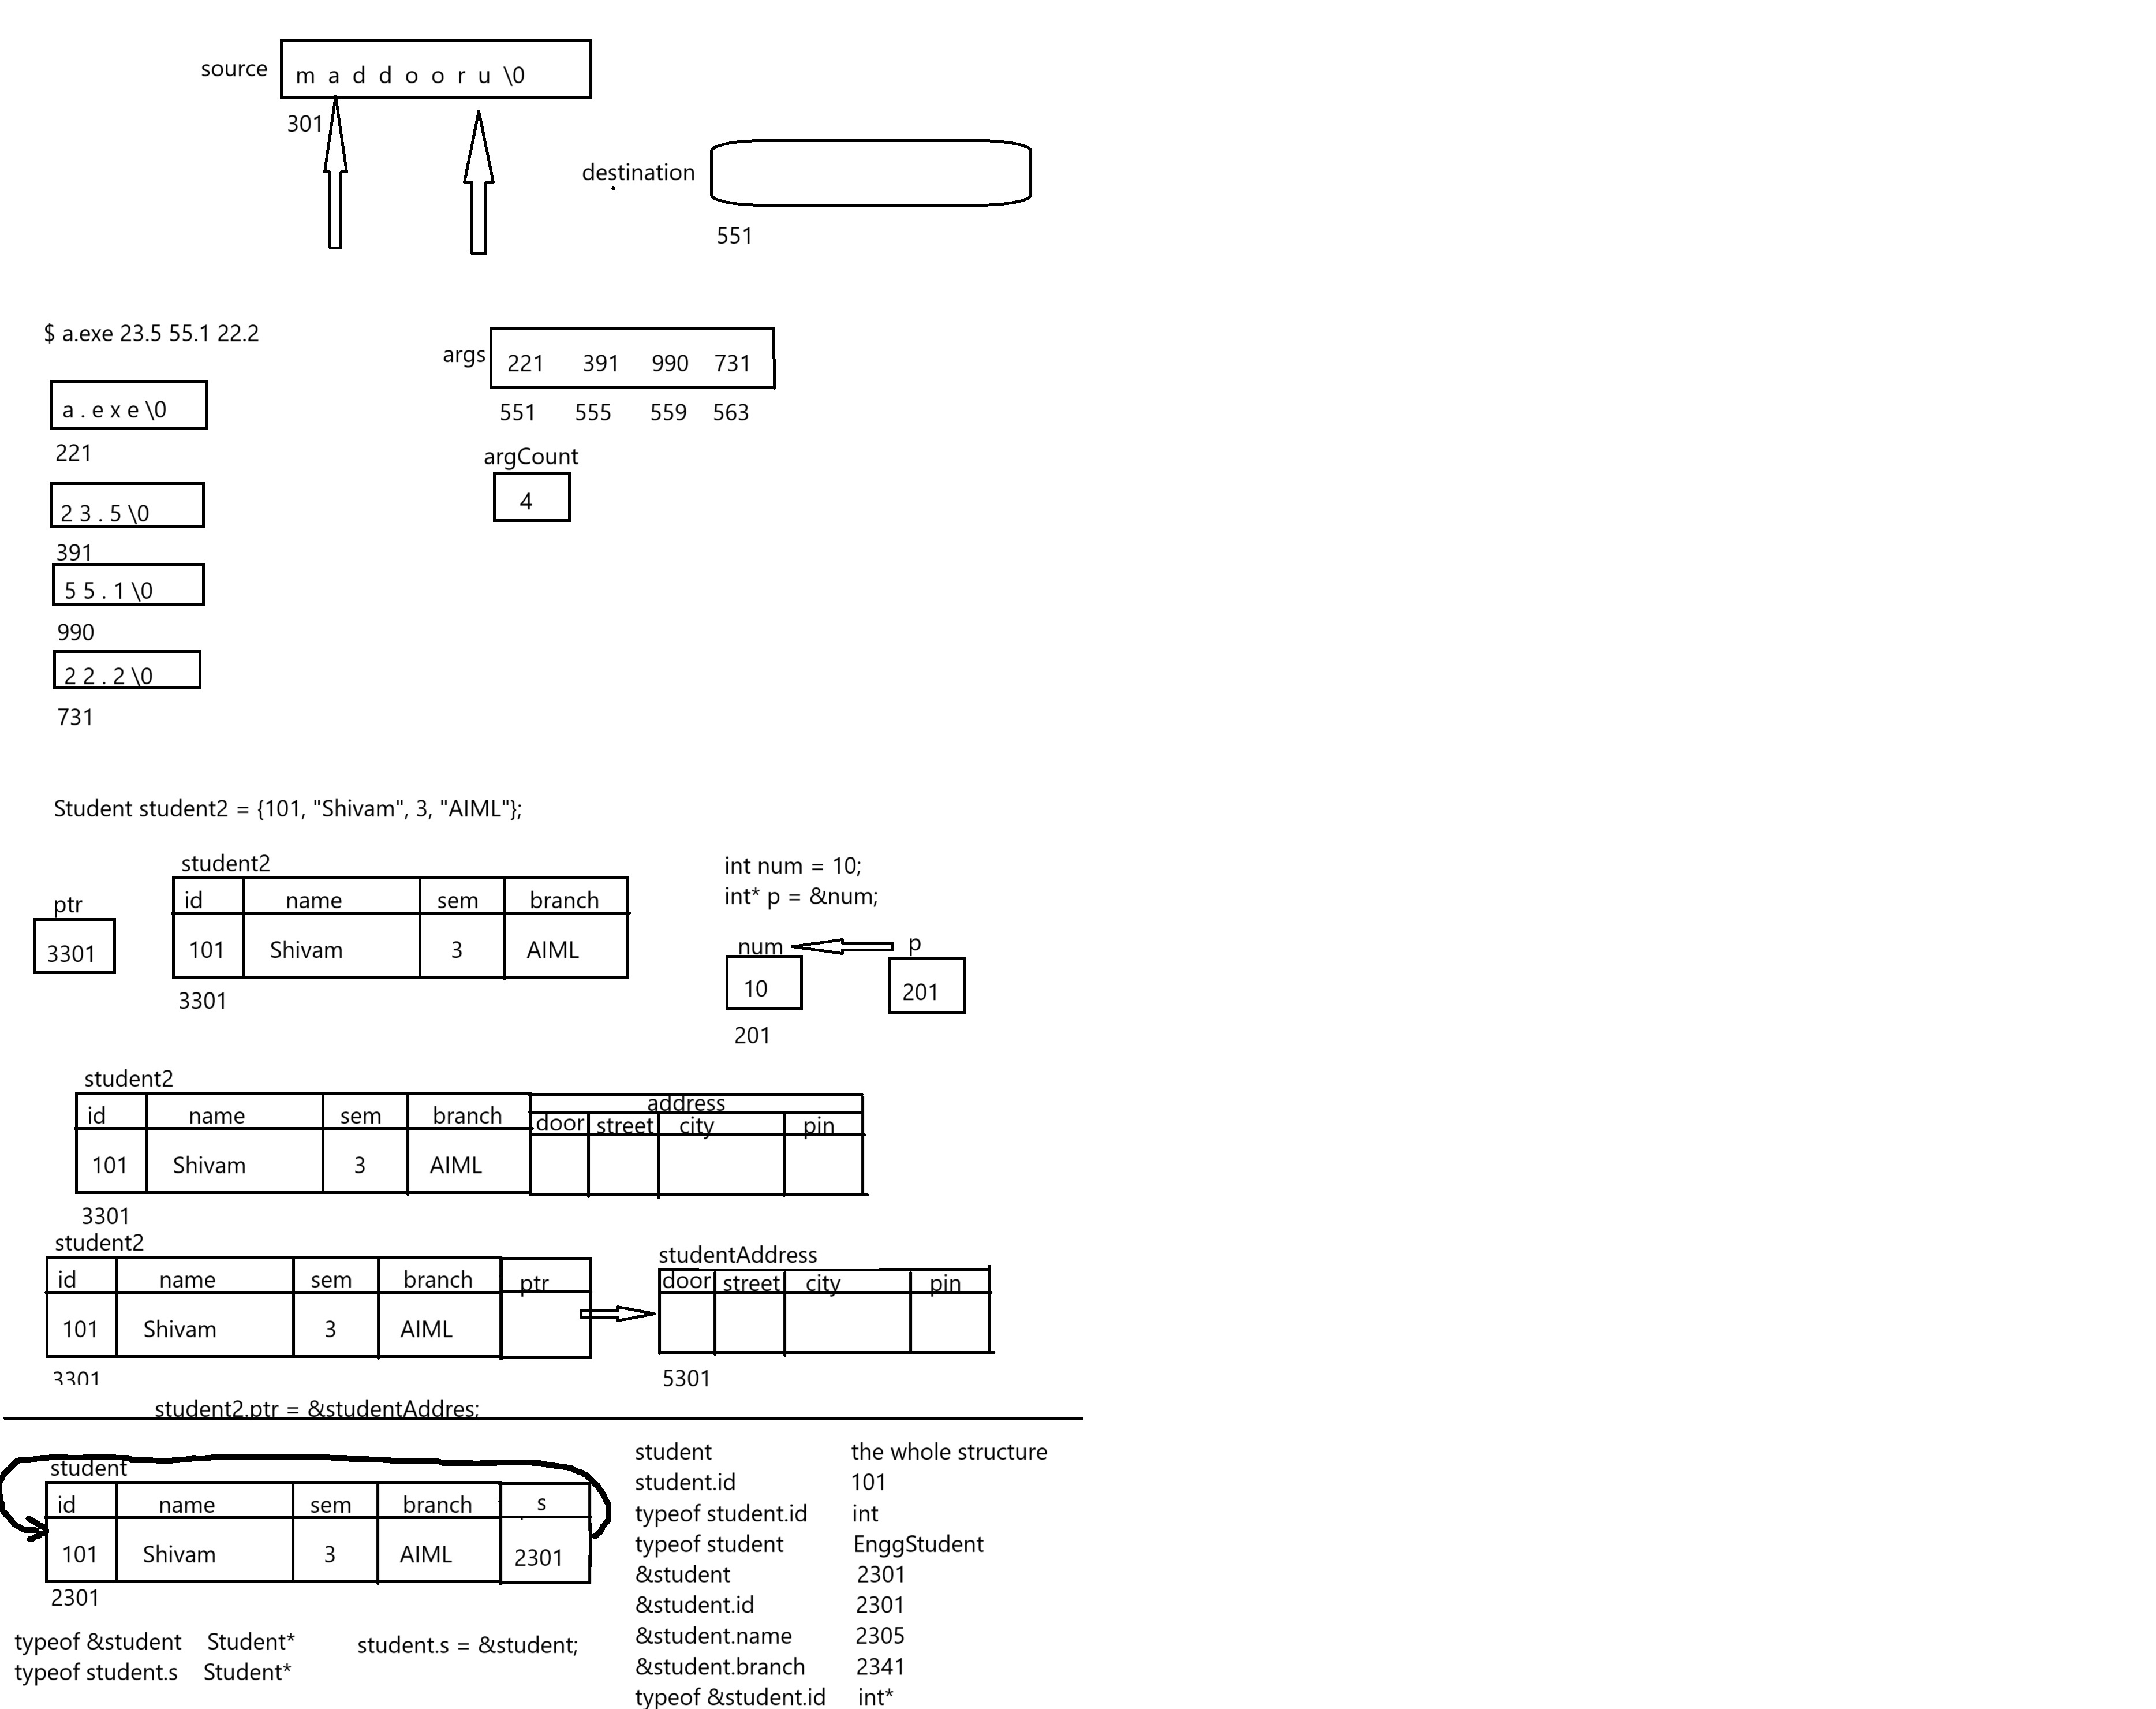 source
m a d d o o r u \0
301
destination
551
$ a.exe 23.5 55.1 22.2
args
221 391 990 731
551 555 559 563
a . e x e \0
221
argCount
4
2 3 . 5 \0
391
5 5 . 1 \0
990
2 2 . 2 \0
731
Student student2 = {101, "Shivam", 3, "AIML"};
ptr
3301
student2
id name sem branch
101 Shivam 3 AIML
3301
int num = 10;
int* p = &num;
num p
10 201
201
student2
address
id name sem branch door street city pin
101 Shivam 3 AIML
3301
student2
id name sem branch ptr
101 Shivam 3 AIML
3301
studentAddress
door street city pin
5301
student2.ptr = &studentAddres;
student
id name sem branch s
101 Shivam 3 AIML 2301
2301
typeof &student Student*
typeof student.s Student*
student.s = &student;
student the whole structure
student.id 101
typeof student.id int
typeof student EnggStudent
&student 2301
&student.id 2301
&student.name 2305
&student.branch 2341
typeof &student.id int*